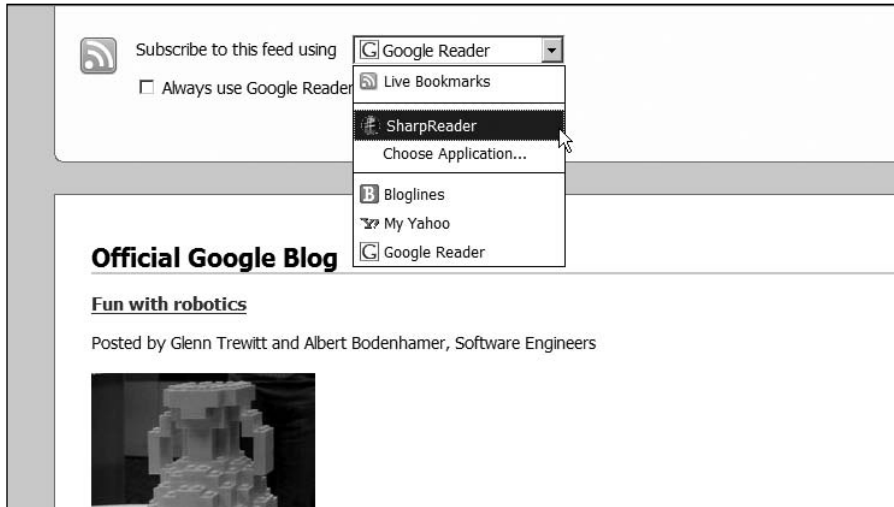 Subscribe to this feed using
Google Reader
Always use Google Reader
Live Bookmarks
SharpReader
Choose Application...
Bloglines
My Yahoo
Google Reader
Official Google Blog
Fun with robotics
Posted by Glenn Trewitt and Albert Bodenhamer, Software Engineers